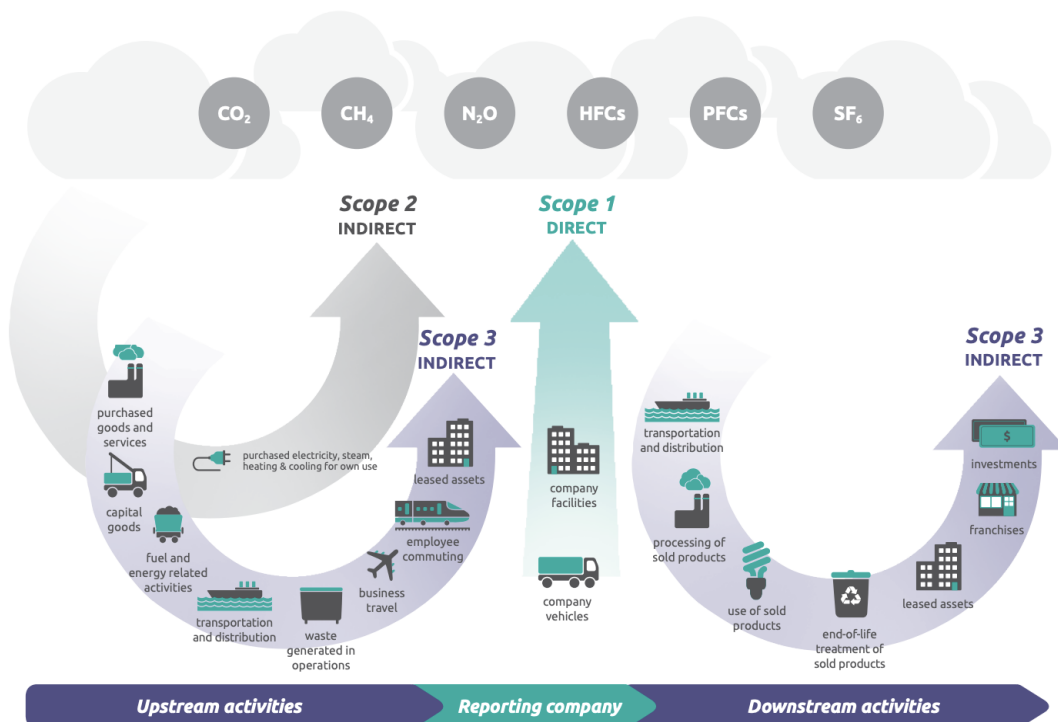 CO₂
CH₄
N₂O
HFCs
PFCs
SF₆
Scope 2
INDIRECT
Scope 1
DIRECT
Scope 3
INDIRECT
Scope 3
INDIRECT
purchased
goods and
services
capital
goods
fuel and
energy related
activities
transportation
and distribution
waste
generated in
operations
business
travel
employee
commuting
leased assets
purchased electricity, steam,
heating & cooling for own use
company
facilities
company
vehicles
transportation
and distribution
processing of
sold products
use of sold
products
end-of-life
treatment of
sold products
leased assets
franchises
$
investments
Upstream activities
Reporting company
Downstream activities